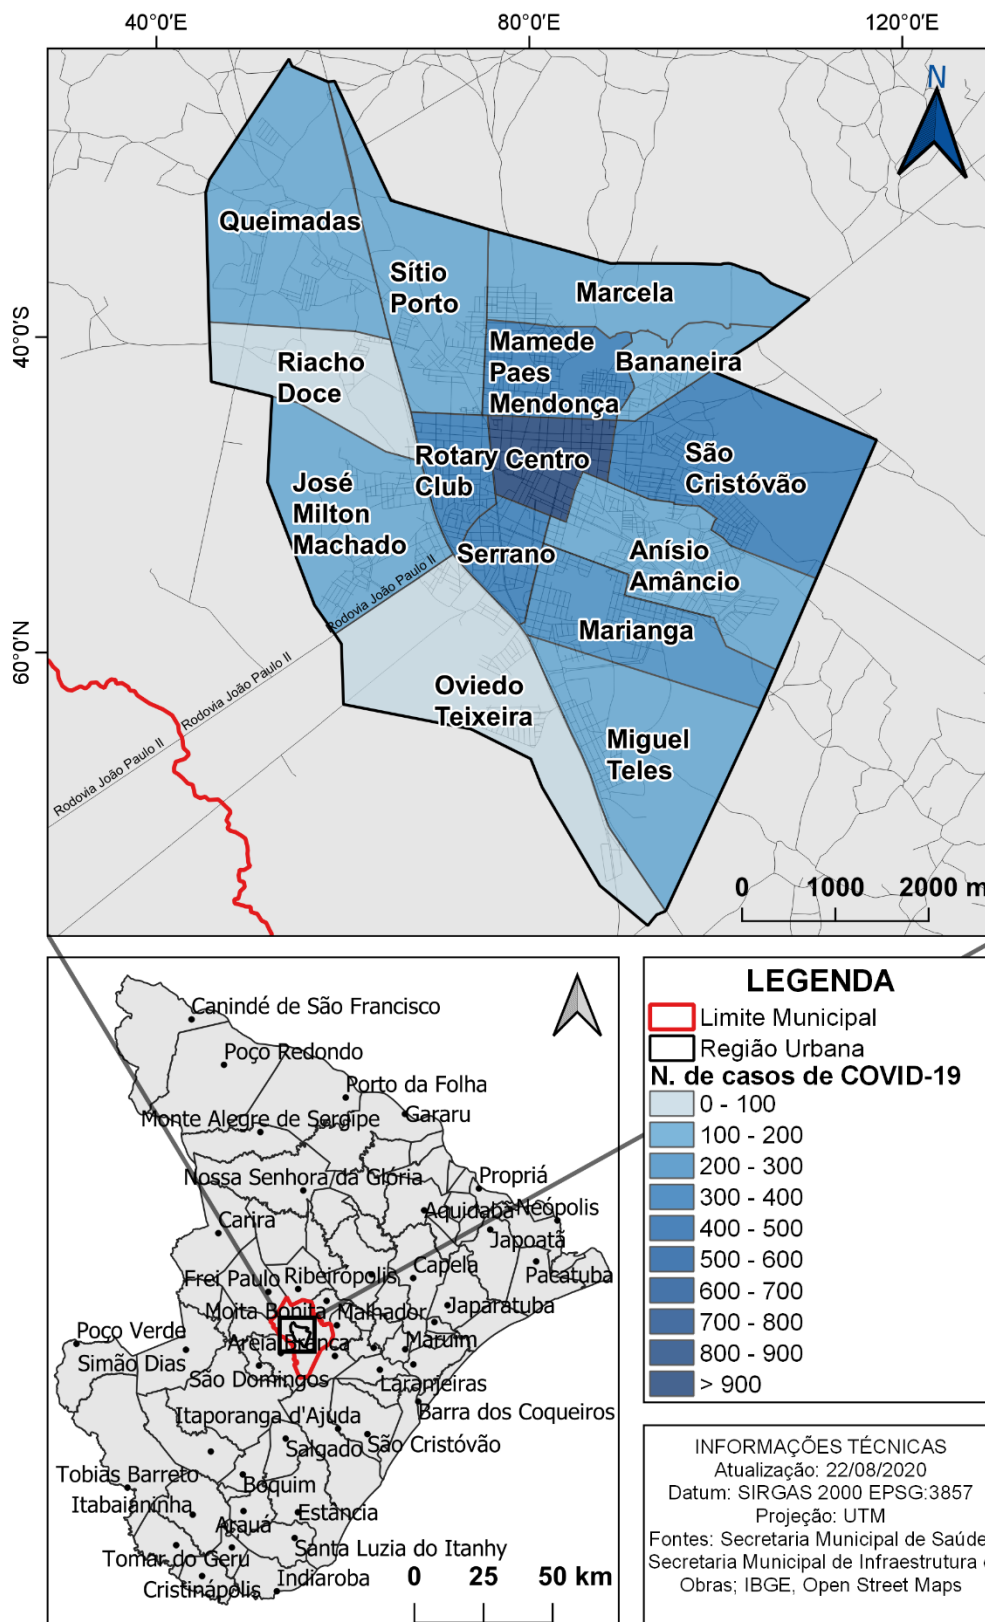 40°0'E
80°0'E
120°0'E
N
40°S
60°N
Queimadas
Sítio
Porto
Marcela
Mamede
Paes
Mendonça
Bananeira
Riacho
Doce
Rotary
Club
Centro
São
Cristóvão
José
Milton
Machado
Serrano
Anísio
Amâncio
Marianga
Rodovia João Paulo II
Rodovia João Paulo II
Rodovia João Paulo II
Oviedo
Teixeira
Miguel
Teles
0 1000 2000 m
Canindé de São Francisco
Poço Redondo
Porto da Folha
Gararu
Monte Alegre de Sergipe
Nossa Senhora da Glória
Propriá
Aquidabã
Neópolis
Carira
Japoatã
Capela
Pacatuba
Frei Paulo
Ribeirópolis
Moita Bonita
Malhador
Japaratuba
Poço Verde
Areia Branca
Maruim
Simão Dias
São Domingos
Laranjeiras
Itaporanga d'Ajuda
Barra dos Coqueiros
Salgado
São Cristóvão
Tobias Barreto
Boquim
Itabaianinha
Estância
Arauá
Santa Luzia do Itanhy
Tomar do Geru
Cristinápolis
Indiaroba
0 25 50 km
LEGENDA
Limite Municipal
Região Urbana
N. de casos de COVID-19
0 - 100
100 - 200
200 - 300
300 - 400
400 - 500
500 - 600
600 - 700
700 - 800
800 - 900
> 900
INFORMAÇÕES TÉCNICAS
Atualização: 22/08/2020
Datum: SIRGAS 2000 EPSG:3857
Projeção: UTM
Fontes: Secretaria Municipal de Saúde
Secretaria Municipal de Infraestrutura e
Obras; IBGE, Open Street Maps